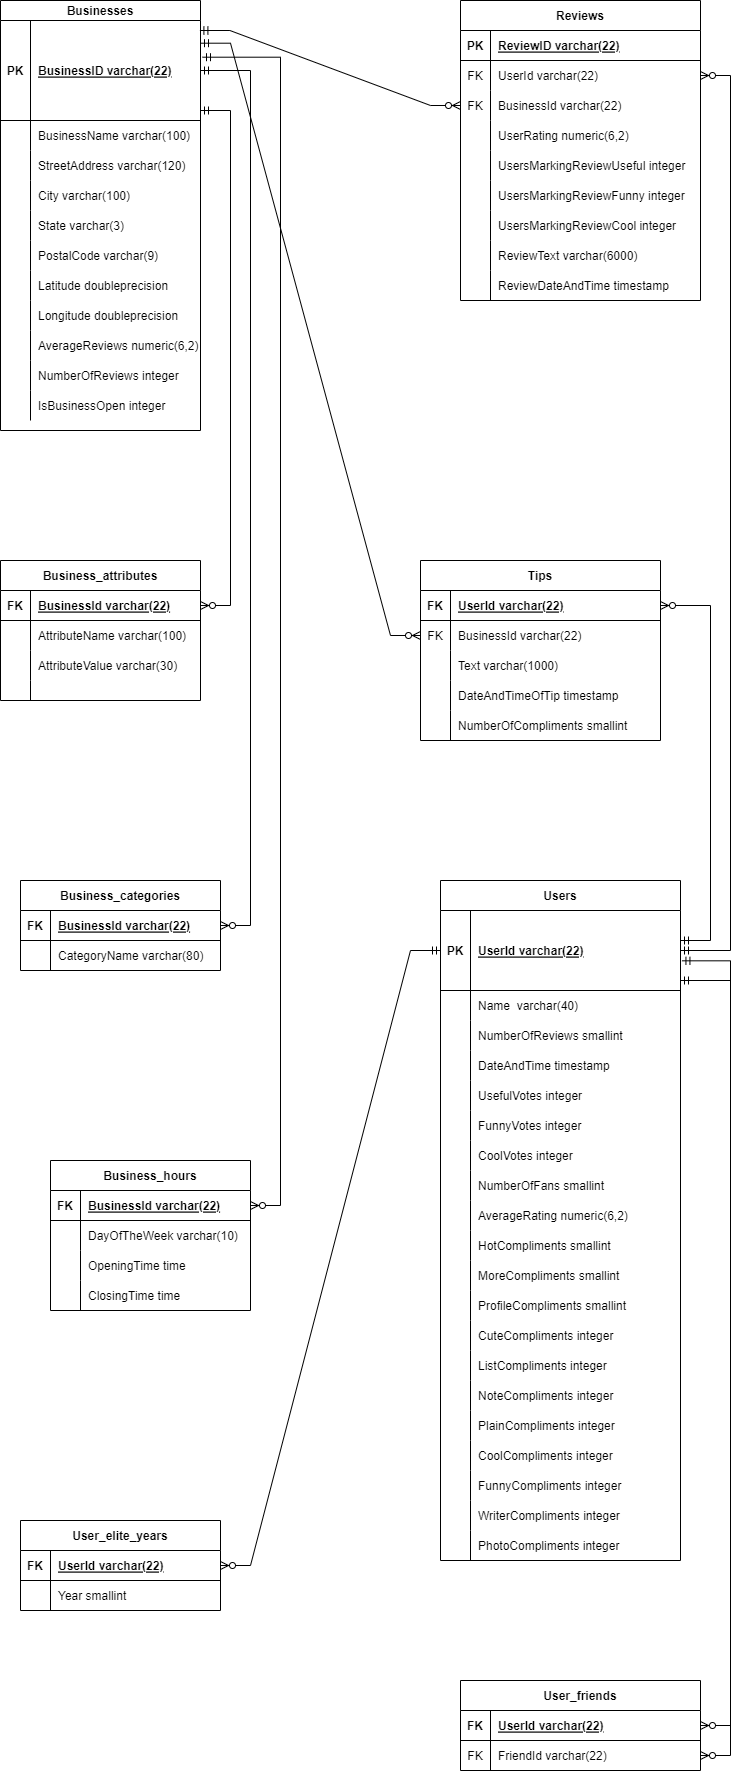 Businesses
PK BusinessID varchar(22)
BusinessName varchar(100)
StreetAddress varchar(120)
City varchar(100)
State varchar(3)
PostalCode varchar(9)
Latitude doubleprecision
Longitude doubleprecision
AverageReviews numeric(6,2)
NumberOfReviews integer
IsBusinessOpen integer
Reviews
PK ReviewID varchar(22)
FK UserId varchar(22)
FK BusinessId varchar(22)
UserRating numeric(6,2)
UsersMarkingReviewUseful integer
UsersMarkingReviewFunny integer
UsersMarkingReviewCool integer
ReviewText varchar(6000)
ReviewDateAndTime timestamp
Business_attributes
FK BusinessId varchar(22)
AttributeName varchar(100)
AttributeValue varchar(30)
Tips
FK UserId varchar(22)
FK BusinessId varchar(22)
Text varchar(1000)
DateAndTimeOfTip timestamp
NumberOfCompliments smallint
Business_categories
FK BusinessId varchar(22)
CategoryName varchar(80)
Users
PK UserId varchar(22)
Name  varchar(40)
NumberOfReviews smallint
DateAndTime timestamp
UsefulVotes integer
FunnyVotes integer
CoolVotes integer
NumberOfFans smallint
AverageRating numeric(6,2)
HotCompliments smallint
MoreCompliments smallint
ProfileCompliments smallint
CuteCompliments integer
ListCompliments integer
NoteCompliments integer
PlainCompliments integer
CoolCompliments integer
FunnyCompliments integer
WriterCompliments integer
PhotoCompliments integer
Business_hours
FK BusinessId varchar(22)
DayOfTheWeek varchar(10)
OpeningTime time
ClosingTime time
User_elite_years
FK UserId varchar(22)
Year smallint
User_friends
FK UserId varchar(22)
FK FriendId varchar(22)